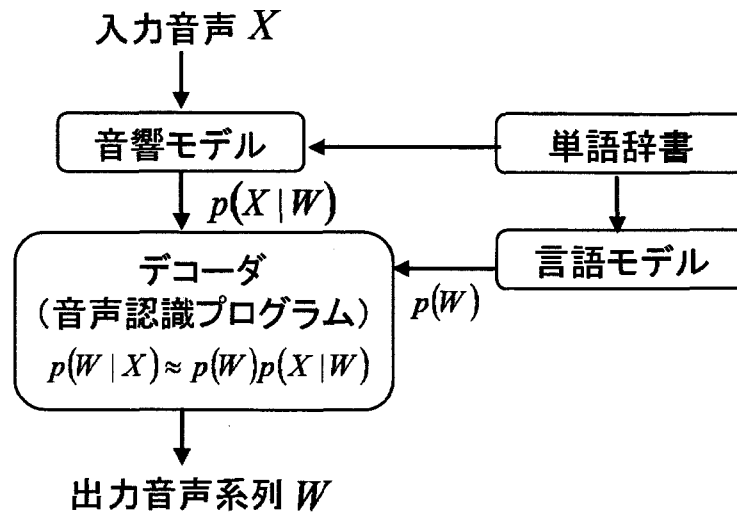 入力音声 X
音響モデル
単語辞書
p(X | W)
言語モデル
デコーダ
(音声認識プログラム)
p(W | X) ≈ p(W)p(X | W)
p(W)
出力音声系列 W